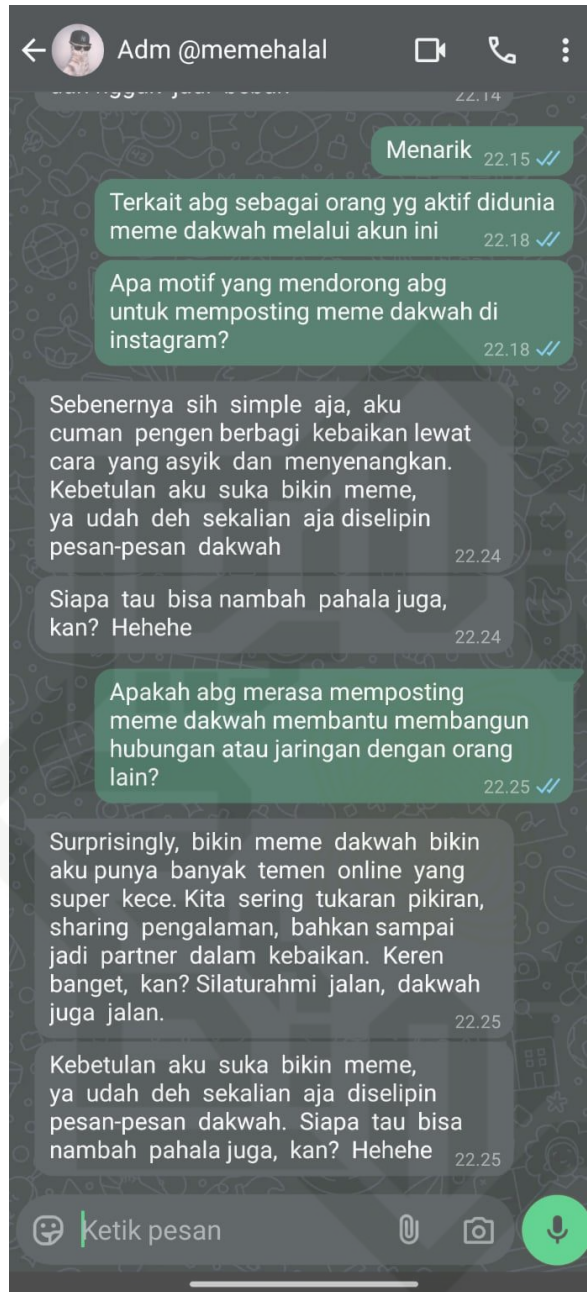 Adm @memehalal
22.14
Menarik 22.15
Terkait abg sebagai orang yg aktif didunia
meme dakwah melalui akun ini 22.18
Apa motif yang mendorong abg
untuk memposting meme dakwah di
instagram? 22.18
Sebenernya sih simple aja, aku
cuman pengen berbagi kebaikan lewat
cara yang asyik dan menyenangkan.
Kebetulan aku suka bikin meme,
ya udah deh sekalian aja diselipin
pesan-pesan dakwah 22.24
Siapa tau bisa nambah pahala juga,
kan? Hehehe 22.24
Apakah abg merasa memposting
meme dakwah membantu membangun
hubungan atau jaringan dengan orang
lain? 22.25
Surprisingly, bikin meme dakwah bikin
aku punya banyak temen online yang
super kece. Kita sering tukaran pikiran,
sharing pengalaman, bahkan sampai
jadi partner dalam kebaikan. Keren
banget, kan? Silaturahmi jalan, dakwah
juga jalan. 22.25
Kebetulan aku suka bikin meme,
ya udah deh sekalian aja diselipin
pesan-pesan dakwah. Siapa tau bisa
nambah pahala juga, kan? Hehehe 22.25
Ketik pesan